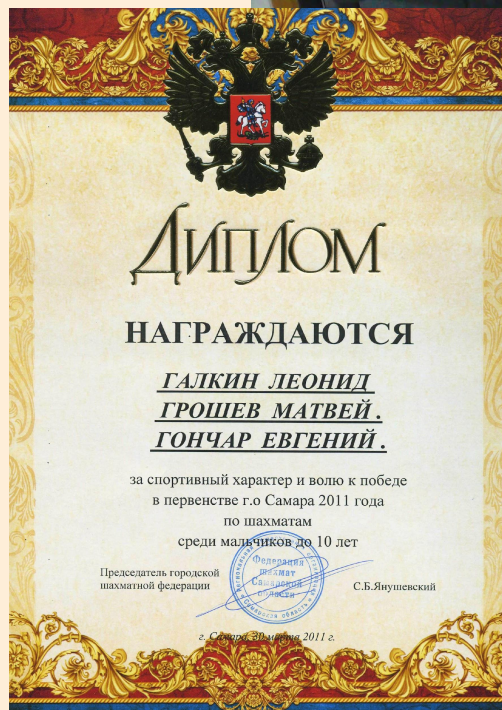 ДИПЛОМ
НАГРАЖДАЮТСЯ
ГАЛКИН ЛЕОНИД
ГРОШЕВ МАТВЕЙ.
ГОНЧАР ЕВГЕНИЙ.
за спортивный характер и волю к победе
в первенстве г.о Самара 2011 года
по шахматам
среди мальчиков до 10 лет
Председатель городской
шахматной федерации
С.Б.Янушевский
Федерация
шахмат
Самарской
области
г. Самара, 30 марта 2011 г.